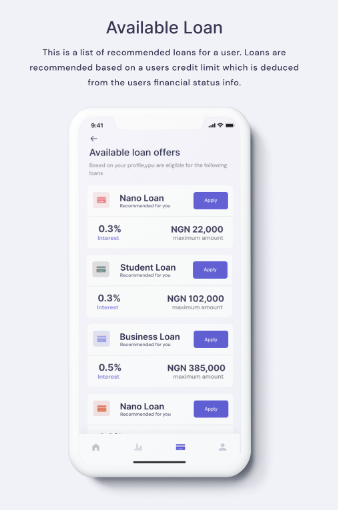 Available Loan
This is a list of recommended loans for a user. Loans are
recommended based on a users credit limit which is deduced
from the users financial status info.
9:41
Available loan offers
Based on your profile,ypu are eligible for the following
loans
Nano Loan
Recommended for you
Apply
0.3%
Interest
NGN 22,000
maximum amount
Student Loan
Recommended for you
Apply
0.3%
Interest
NGN 102,000
maximum amount
Business Loan
Recommended for you
Apply
0.5%
Interest
NGN 385,000
maximum amount
Nano Loan
Recommended for you
Apply